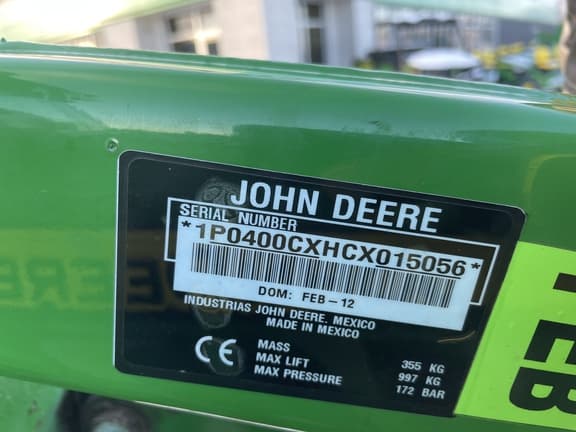 JOHN DEERE
SERIAL NUMBER
*1P0400CXHCX015056*
DOM: FEB-12
INDUSTRIAS JOHN DEERE, MEXICO
MADE IN MEXICO
CE
MASS 355 KG
MAX LIFT 997 KG
MAX PRESSURE 172 BAR
FEB